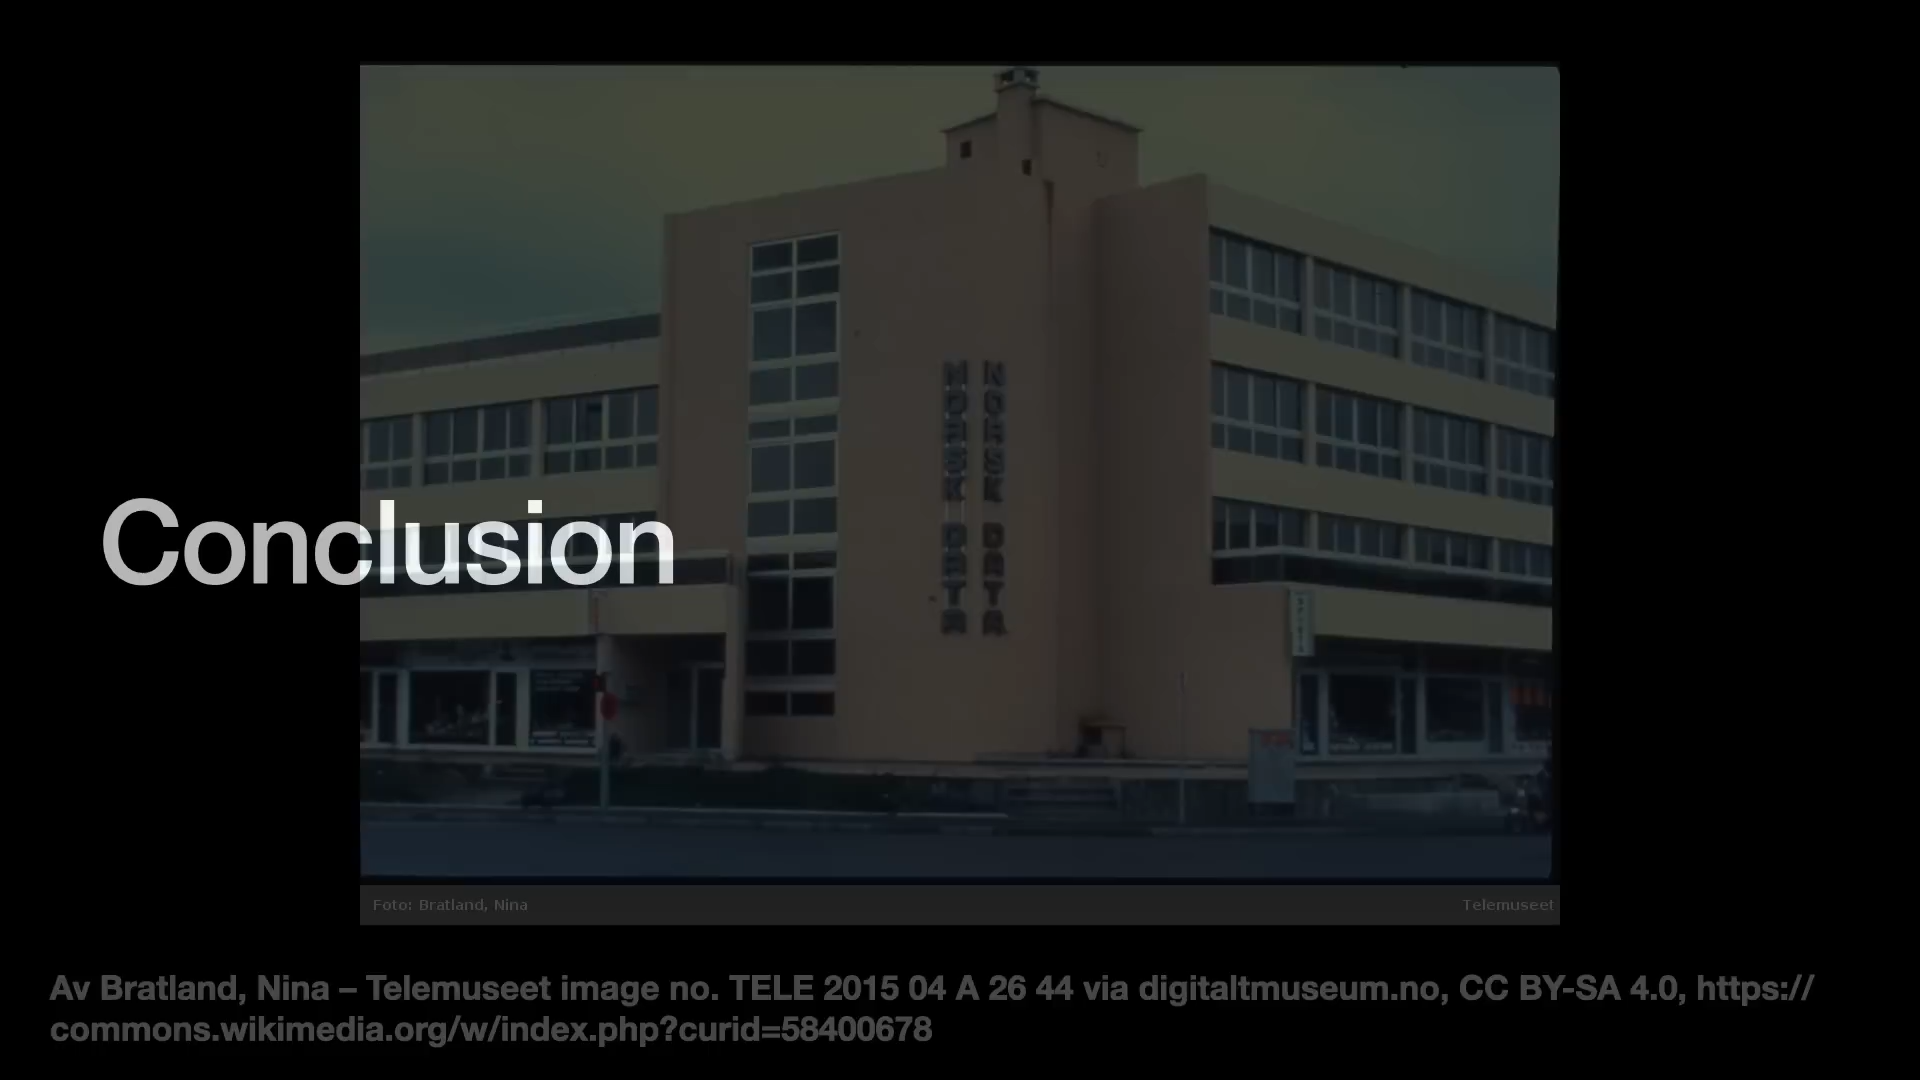 NORSK DATA
NORSK DATA
Conclusion
Foto: Bratland, Nina
Telemuseet
Av Bratland, Nina – Telemuseet image no. TELE 2015 04 A 26 44 via digitaltmuseum.no, CC BY-SA 4.0, https://
commons.wikimedia.org/w/index.php?curid=58400678